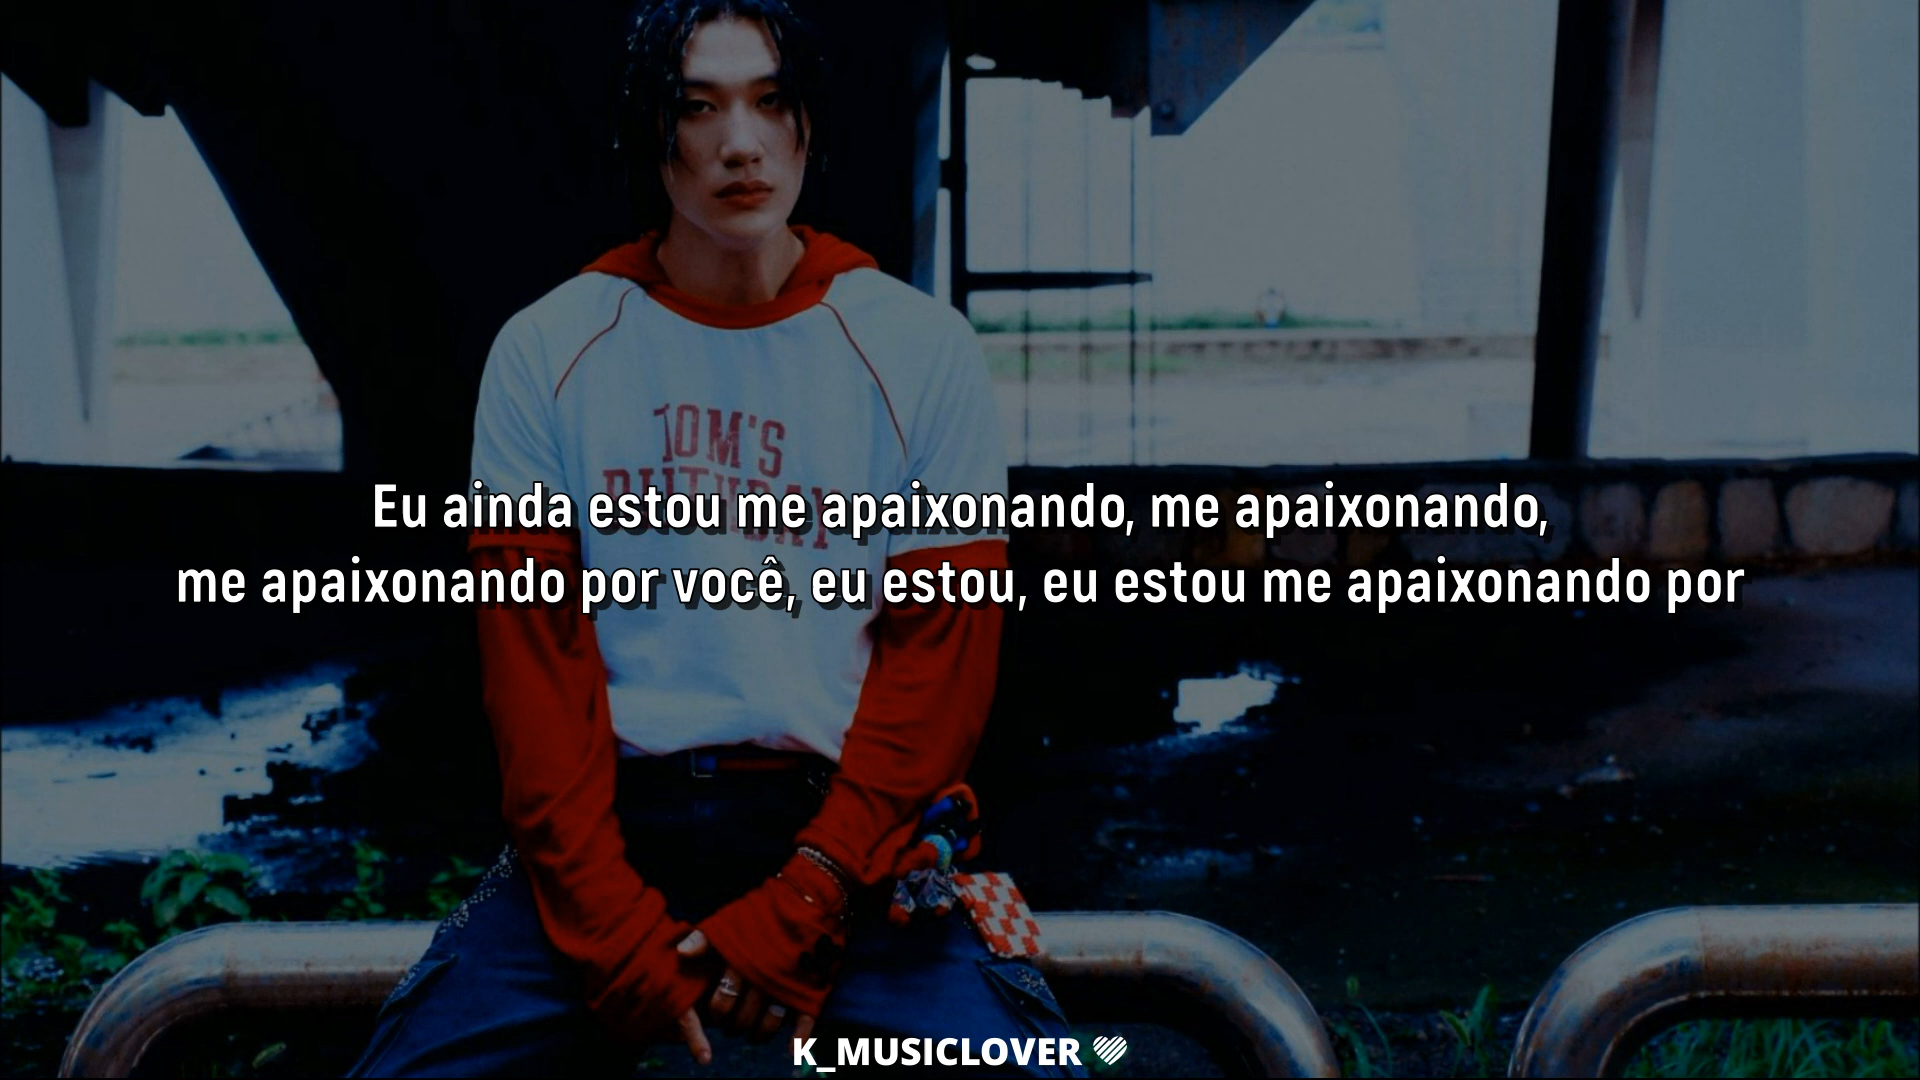 TOM'S
Eu ainda estou me apaixonando, me apaixonando,
me apaixonando por você, eu estou, eu estou me apaixonando por
K_MUSICLOVER